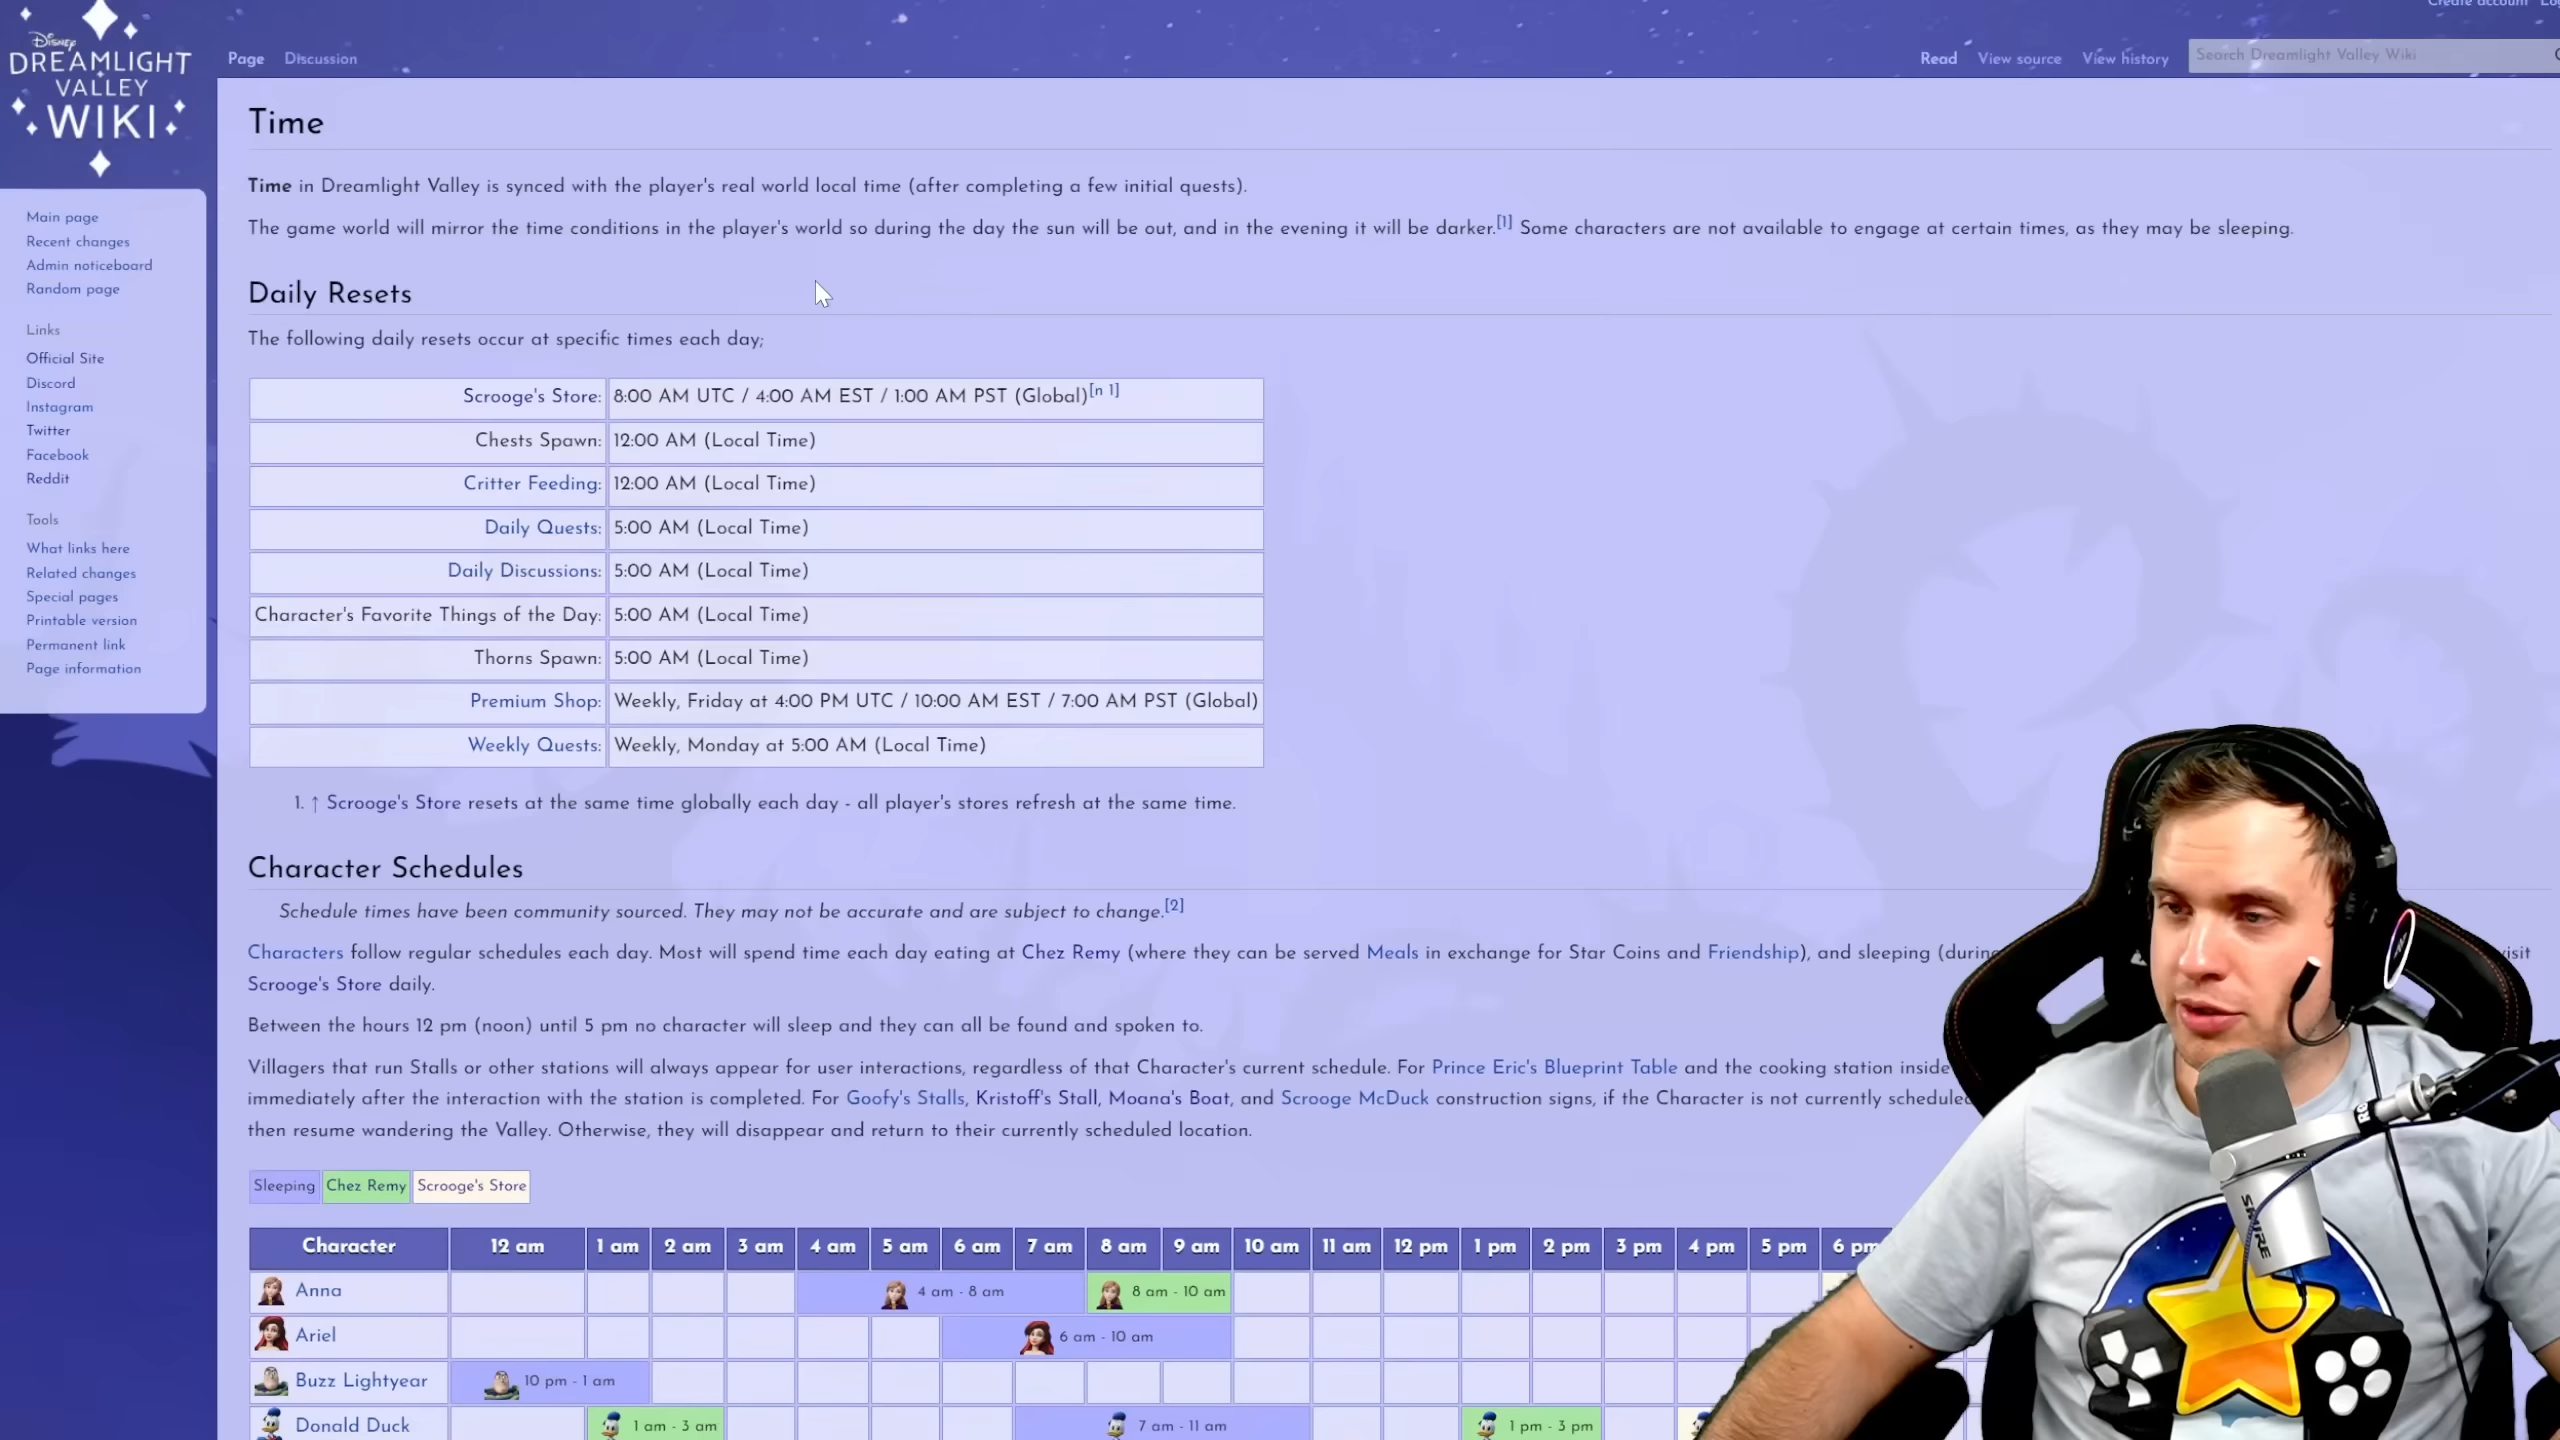 Create account
Disney
DREAMLIGHT
VALLEY
WIKI
Page Discussion
Read View source View history Search Dreamlight Valley Wiki
Main page
Recent changes
Admin noticeboard
Random page
Links
Official Site
Discord
Instagram
Twitter
Facebook
Reddit
Tools
What links here
Related changes
Special pages
Printable version
Permanent link
Page information
Time
Time in Dreamlight Valley is synced with the player's real world local time (after completing a few initial quests).
The game world will mirror the time conditions in the player's world so during the day the sun will be out, and in the evening it will be darker.[1] Some characters are not available to engage at certain times, as they may be sleeping.
Daily Resets
The following daily resets occur at specific times each day;
Scrooge's Store: 8:00 AM UTC / 4:00 AM EST / 1:00 AM PST (Global)[n 1]
Chests Spawn: 12:00 AM (Local Time)
Critter Feeding: 12:00 AM (Local Time)
Daily Quests: 5:00 AM (Local Time)
Daily Discussions: 5:00 AM (Local Time)
Character's Favorite Things of the Day: 5:00 AM (Local Time)
Thorns Spawn: 5:00 AM (Local Time)
Premium Shop: Weekly, Friday at 4:00 PM UTC / 10:00 AM EST / 7:00 AM PST (Global)
Weekly Quests: Weekly, Monday at 5:00 AM (Local Time)
1. ↑ Scrooge's Store resets at the same time globally each day - all player's stores refresh at the same time.
Character Schedules
Schedule times have been community sourced. They may not be accurate and are subject to change.[2]
Characters follow regular schedules each day. Most will spend time each day eating at Chez Remy (where they can be served Meals in exchange for Star Coins and Friendship), and sleeping
Scrooge's Store daily.
Between the hours 12 pm (noon) until 5 pm no character will sleep and they can all be found and spoken to.
Villagers that run Stalls or other stations will always appear for user interactions, regardless of that Character's current schedule. For Prince Eric's Blueprint Table and the cooking station inside
immediately after the interaction with the station is completed. For Goofy's Stalls, Kristoff's Stall, Moana's Boat, and Scrooge McDuck construction signs, if the Character is not currently scheduled
then resume wandering the Valley. Otherwise, they will disappear and return to their currently scheduled location.
Sleeping Chez Remy Scrooge's Store
Character 12 am 1 am 2 am 3 am 4 am 5 am 6 am 7 am 8 am 9 am 10 am 11 am 12 pm 1 pm 2 pm 3 pm 4 pm 5 pm 6 pm
Anna 4 am - 8 am 8 am - 10 am
Ariel 6 am - 10 am
Buzz Lightyear 10 pm - 1 am
Donald Duck 1 am - 3 am 7 am - 11 am 1 pm - 3 pm
SHURE